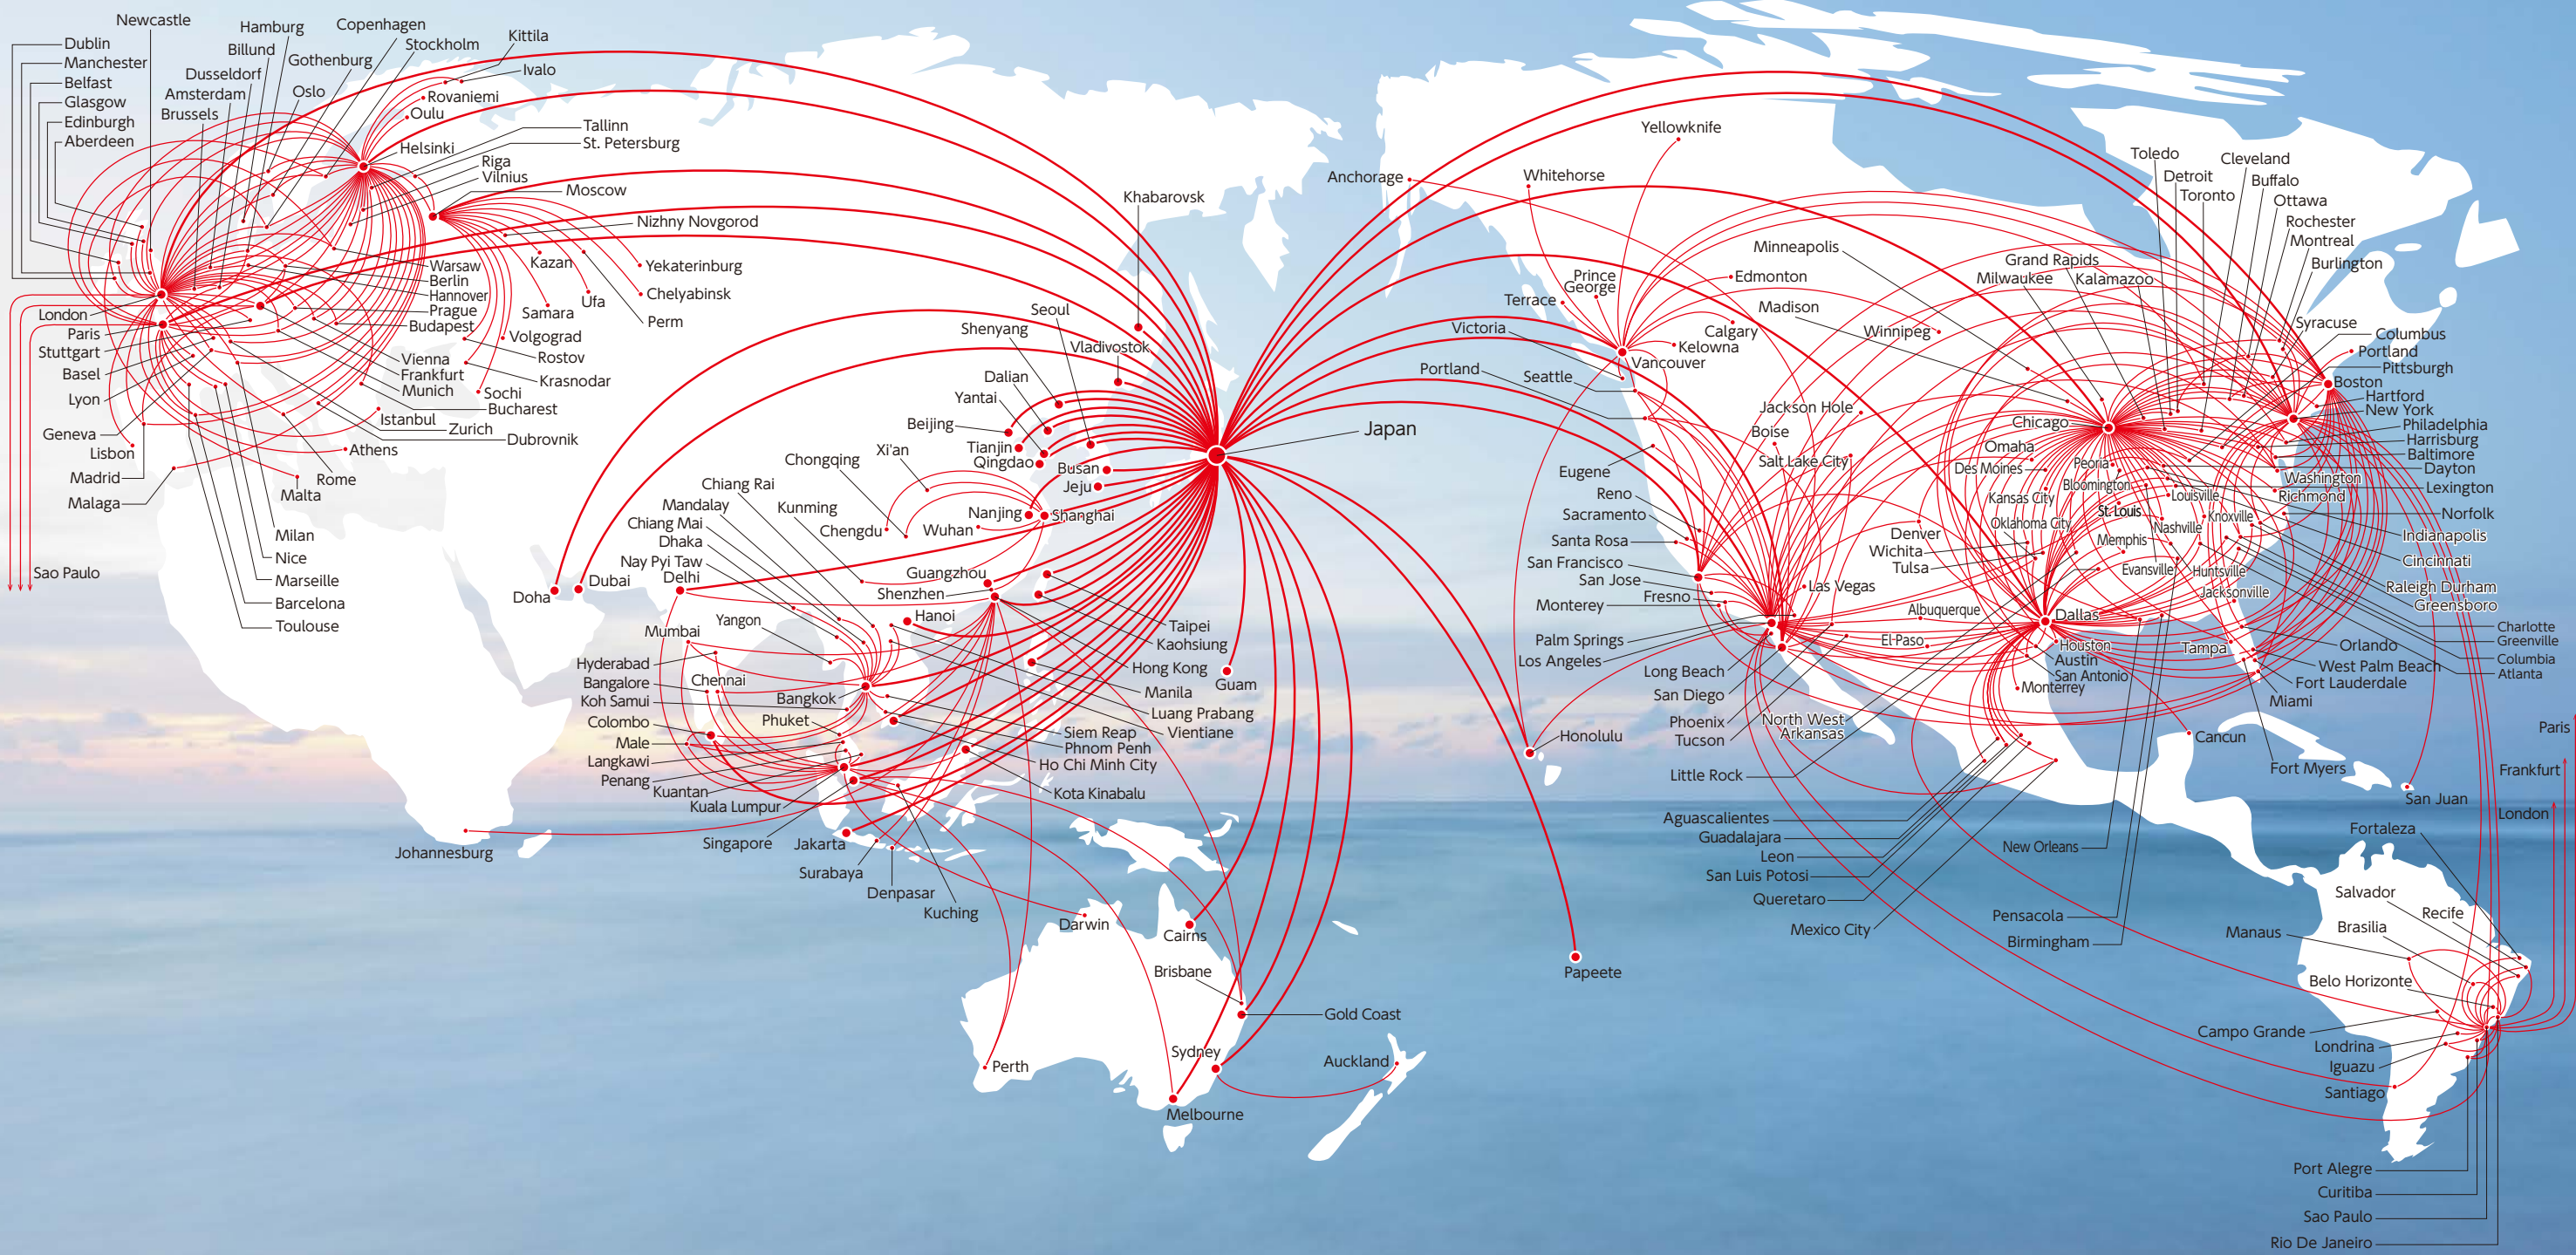 Newcastle
Dublin
Manchester
Belfast
Glasgow
Edinburgh
Aberdeen
Hamburg
Copenhagen
Billund
Stockholm
Gothenburg
Dusseldorf
Amsterdam
Brussels
Oslo
Kittila
Ivalo
Rovaniemi
Oulu
Tallinn
St. Petersburg
Helsinki
Riga
Vilnius
Moscow
Nizhny Novgorod
Kazan
Yekaterinburg
Chelyabinsk
Ufa
Samara
Perm
Volgograd
Rostov
Krasnodar
Sochi
Warsaw
Berlin
Hannover
Prague
Budapest
Vienna
Frankfurt
Munich
Bucharest
Istanbul
Zurich
Dubrovnik
Athens
London
Paris
Stuttgart
Basel
Lyon
Geneva
Lisbon
Madrid
Malaga
Rome
Malta
Milan
Nice
Marseille
Barcelona
Toulouse
Sao Paulo
Johannesburg
Doha
Dubai
Khabarovsk
Seoul
Shenyang
Vladivostok
Dalian
Yantai
Beijing
Tianjin
Qingdao
Busan
Jeju
Xi'an
Chongqing
Chengdu
Wuhan
Nanjing
Shanghai
Chiang Rai
Mandalay
Kunming
Chiang Mai
Dhaka
Nay Pyi Taw
Delhi
Guangzhou
Shenzhen
Hanoi
Yangon
Mumbai
Hyderabad
Bangalore
Chennai
Koh Samui
Bangkok
Colombo
Phuket
Male
Langkawi
Penang
Kuantan
Kuala Lumpur
Singapore
Jakarta
Surabaya
Denpasar
Kuching
Taipei
Kaohsiung
Hong Kong
Manila
Luang Prabang
Vientiane
Siem Reap
Phnom Penh
Ho Chi Minh City
Kota Kinabalu
Guam
Japan
Darwin
Cairns
Brisbane
Gold Coast
Sydney
Perth
Melbourne
Auckland
Papeete
Honolulu
Anchorage
Whitehorse
Yellowknife
Prince
George
Terrace
Edmonton
Victoria
Calgary
Kelowna
Vancouver
Winnipeg
Portland
Seattle
Minneapolis
Madison
Grand Rapids
Milwaukee
Kalamazoo
Toledo
Detroit
Toronto
Cleveland
Buffalo
Ottawa
Rochester
Montreal
Burlington
Syracuse
Columbus
Portland
Pittsburgh
Boston
Hartford
New York
Philadelphia
Harrisburg
Baltimore
Dayton
Washington
Lexington
Richmond
Norfolk
Indianapolis
Cincinnati
Raleigh Durham
Greensboro
Charlotte
Greenville
Columbia
Atlanta
Jackson Hole
Boise
Salt Lake City
Chicago
Omaha
Des Moines
Peoria
Bloomington
Kansas City
Louisville
St. Louis
Knoxville
Oklahoma City
Nashville
Memphis
Evansville
Huntsville
Jacksonville
Denver
Wichita
Tulsa
Eugene
Reno
Sacramento
Santa Rosa
San Francisco
San Jose
Fresno
Monterey
Las Vegas
Albuquerque
Dallas
El-Paso
Houston
Austin
San Antonio
Monterrey
Tampa
Orlando
West Palm Beach
Fort Lauderdale
Miami
Palm Springs
Los Angeles
Long Beach
San Diego
Phoenix
Tucson
North West
Arkansas
Little Rock
Cancun
Fort Myers
San Juan
Aguascalientes
Guadalajara
Leon
San Luis Potosi
Queretaro
Mexico City
New Orleans
Pensacola
Birmingham
Paris
Frankfurt
London
Fortaleza
Salvador
Recife
Brasilia
Manaus
Belo Horizonte
Campo Grande
Londrina
Iguazu
Santiago
Port Alegre
Curitiba
Sao Paulo
Rio De Janeiro